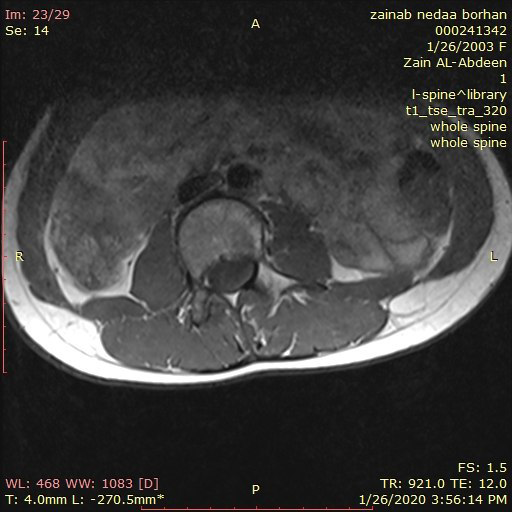 Im: 23/29
Se: 14
A
zainab nedaa borhan
000241342
1/26/2003 F
Zain AL-Abdeen
1
l-spine^library
t1_tse_tra_320
whole spine
whole spine
R
L
WL: 468 WW: 1083 [D]
T: 4.0mm L: -270.5mm*
P
FS: 1.5
TR: 921.0 TE: 12.0
1/26/2020 3:56:14 PM